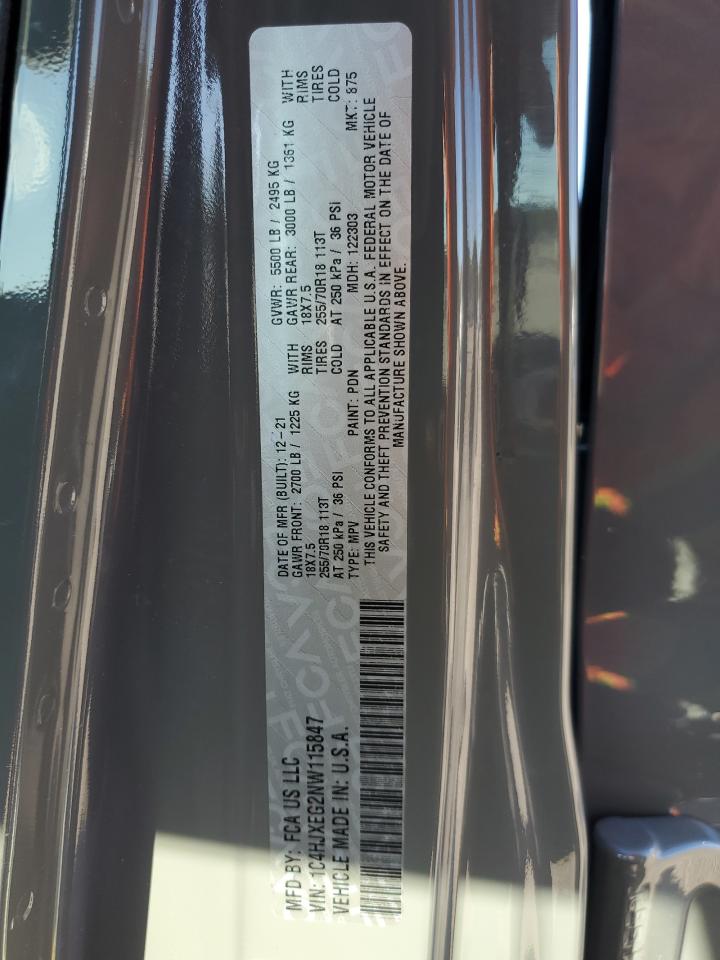 MFD BY: FCA US LLC
VIN: 1C4HJXEG2NW115847
VEHICLE MADE IN: U.S.A.
DATE OF MFR (BUILT): 12-21 GVWR: 5500 LB / 2495 KG
GAWR FRONT: 2700 LB / 1225 KG WITH GAWR REAR: 3000 LB / 1361 KG WITH
18X7.5 RIMS 18X7.5 RIMS
255/70R18 113T TIRES 255/70R18 113T TIRES
AT 250 kPa / 36 PSI COLD AT 250 kPa / 36 PSI COLD
TYPE: MPV PAINT: PDN MDH: 122303 MKT: 875
THIS VEHICLE CONFORMS TO ALL APPLICABLE U.S.A. FEDERAL MOTOR VEHICLE
SAFETY AND THEFT PREVENTION STANDARDS IN EFFECT ON THE DATE OF
MANUFACTURE SHOWN ABOVE.